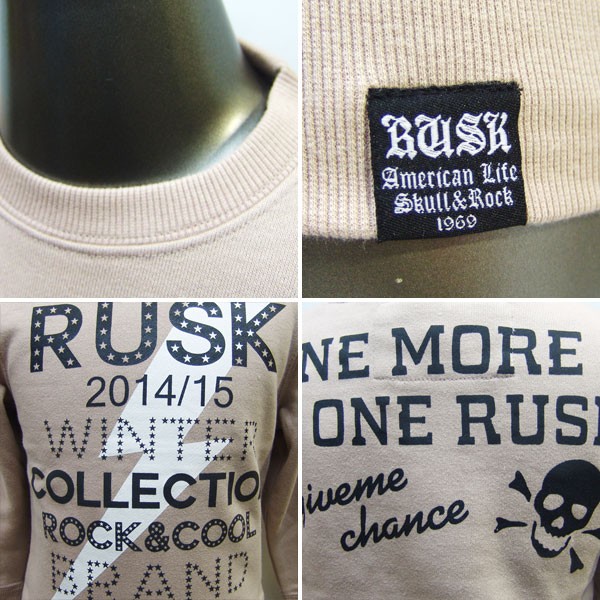 RUSK
American Life
Skull&Rock
1969
RUSK
2014/15
WINTER
COLLECTIO
ROCK&COOL
BRAND
NE MORE
ONE RUS
giveme
chance